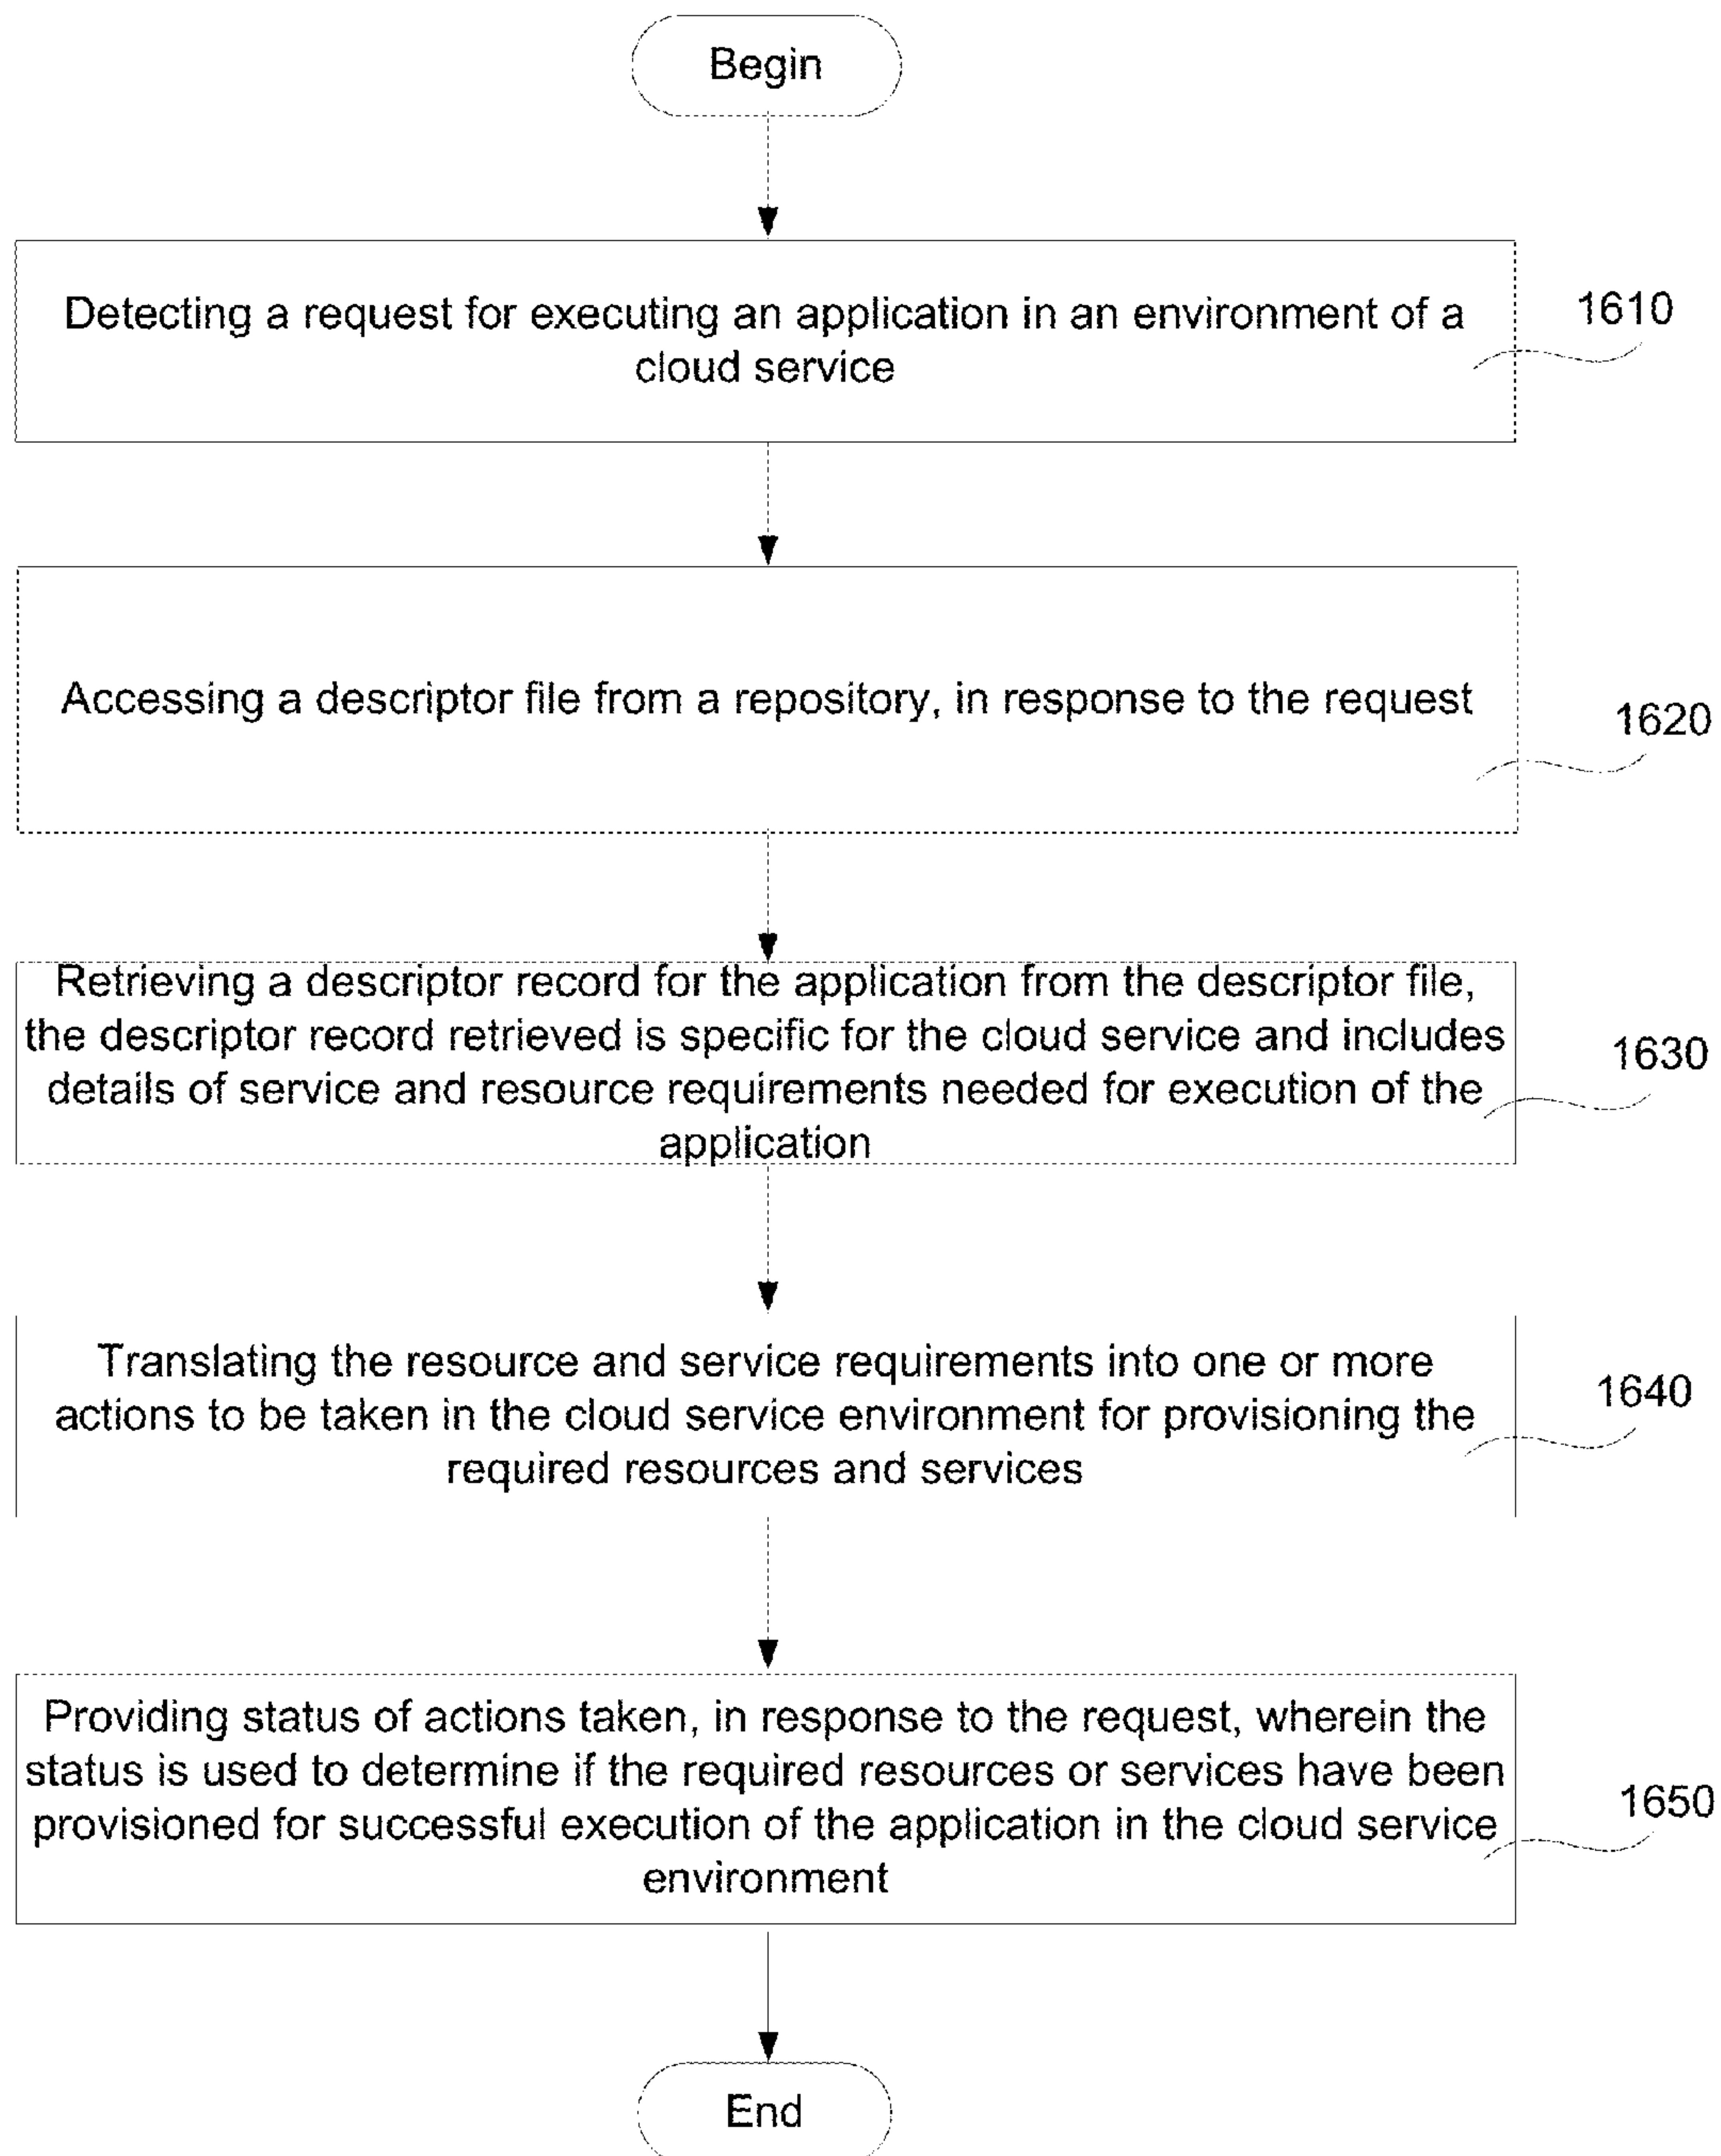 Begin
Detecting a request for executing an application in an environment of a
cloud service
1610
Accessing a descriptor file from a repository, in response to the request
1620
Retrieving a descriptor record for the application from the descriptor file,
the descriptor record retrieved is specific for the cloud service and includes
details of service and resource requirements needed for execution of the
application
1630
Translating the resource and service requirements into one or more
actions to be taken in the cloud service environment for provisioning the
required resources and services
1640
Providing status of actions taken, in response to the request, wherein the
status is used to determine if the required resources or services have been
provisioned for successful execution of the application in the cloud service
environment
1650
End